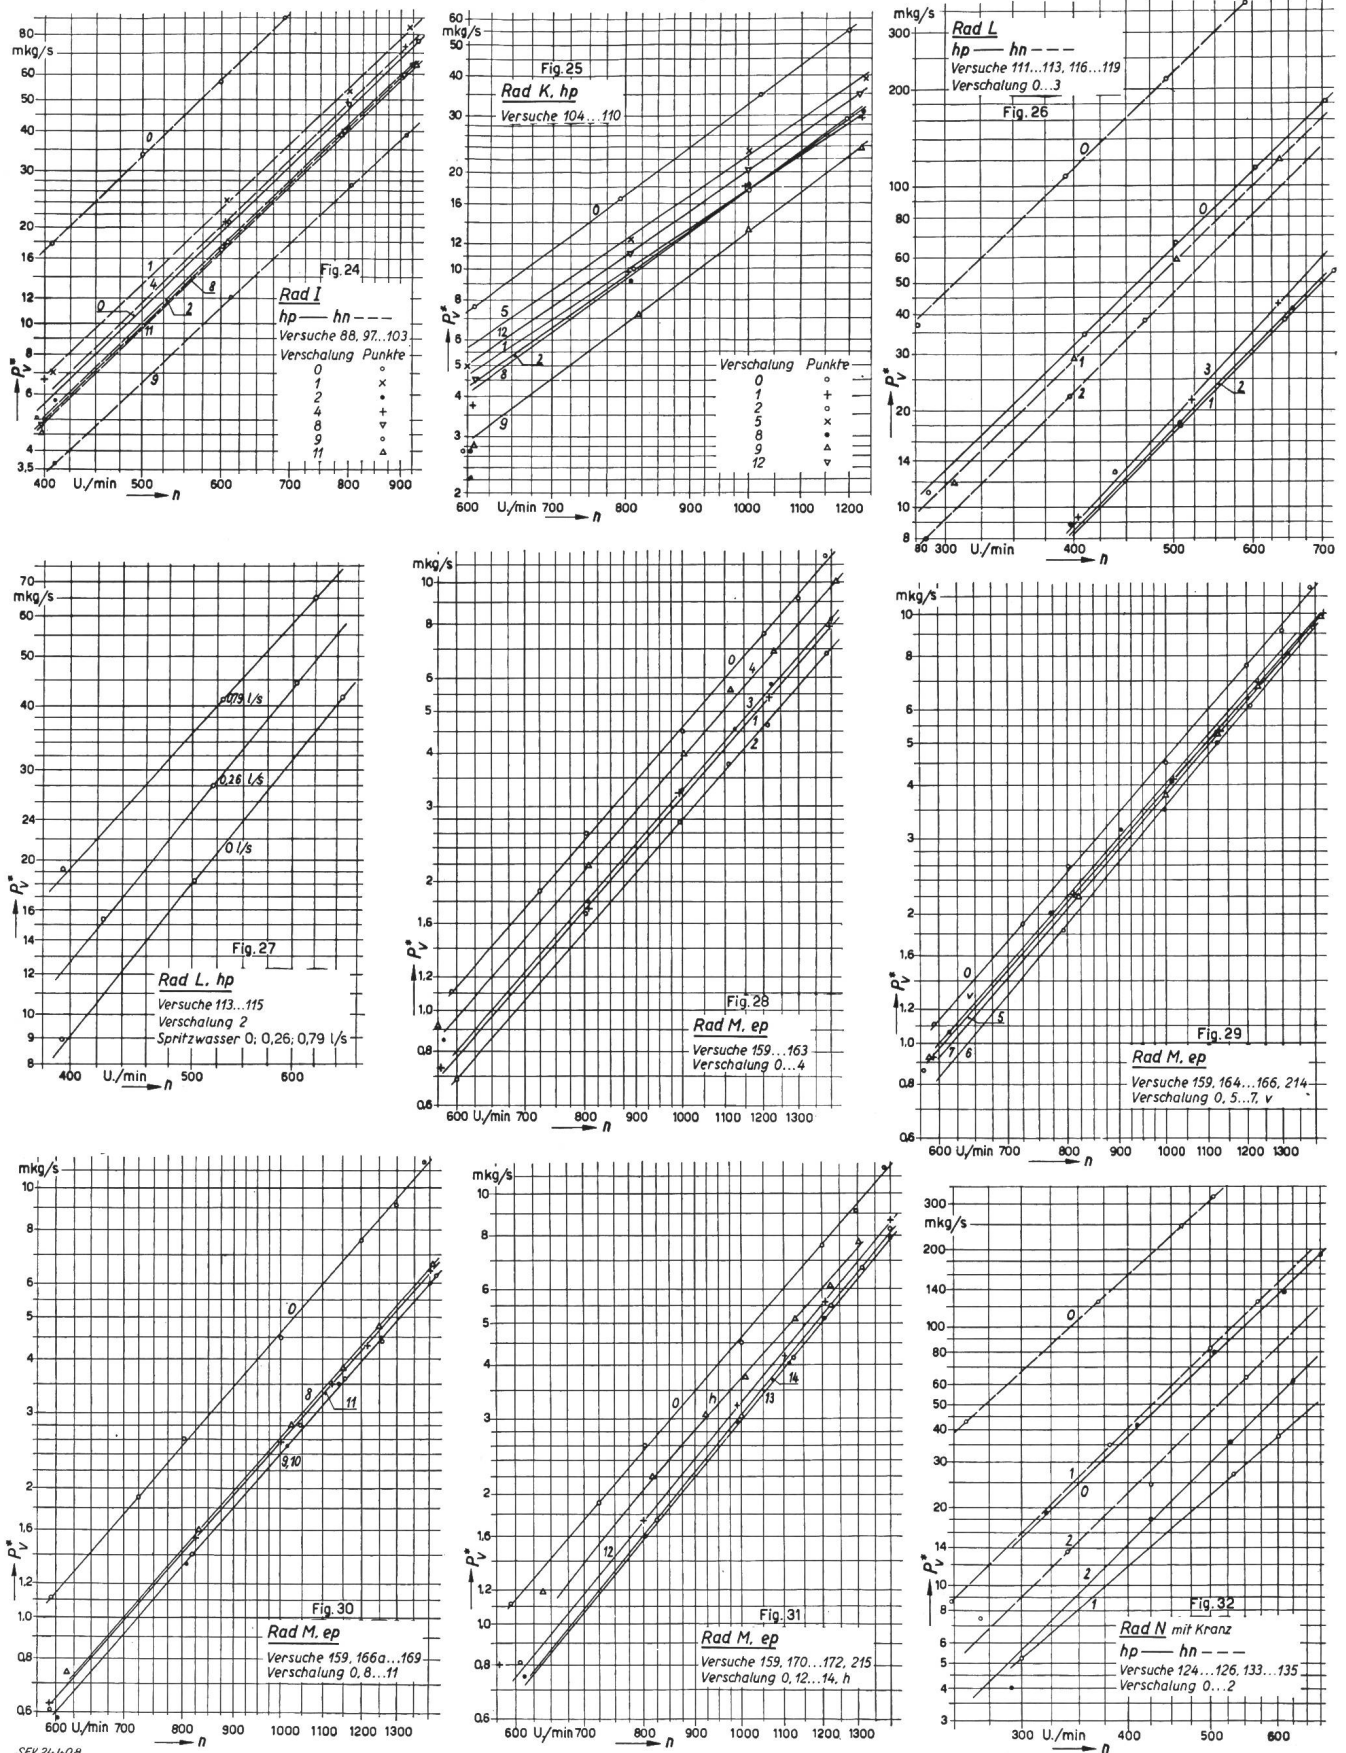 Fig.24
80
mkg/s
60
50
40
30
20
16
12
10
8
P*v
6
4
3,5
0
1
4
0
11
2
8
9
Rad I
hp —— hn – – –
Versuche 88, 97...103
Verschalung Punkte
0 ○
1 ×
2 •
4 +
8 ▽
9 ○
11 △
400 U./min 500 n 600 700 800 900
Fig.25
60
mkg/s
50
40
30
20
16
12
10
8
P*v
6
5
4
3
2
Rad K, hp
Versuche 104...110
0
5
12
1
8
2
9
Verschalung Punkte
0 ○
1 +
2 ○
5 ×
8 •
9 △
12 ▽
600 U./min 700 n 800 900 1000 1200
mkg/s
300
200
100
80
60
50
40
30
P*v
20
14
10
8
Rad L
hp —— hn – – –
Versuche 111...113, 116...119
Verschalung 0...3
Fig.26
0
0
1
2
3
2
1
80 300 U./min 400 n 500 600 700
70
mkg/s
60
50
40
30
24
20
P*v
16
14
12
10
9
8
0,79 l/s
0,26 l/s
0 l/s
Fig.27
Rad L, hp
Versuche 113...115
Verschalung 2
Spritzwasser 0; 0,26; 0,79 l/s
400 U./min n 500 600
mkg/s
10
8
6
5
4
3
2
1,6
P*v
1,2
1,0
0,8
0,6
0
4
3
1
2
Fig.28
Rad M, ep
Versuche 159...163
Verschalung 0...4
600 U./min 700 800 n 1000 1100 1300
mkg/s
10
8
6
5
4
3
2
1,6
P*v
1,2
1,0
0,8
0,6
0
v
5
7
6
Fig.29
Rad M, ep
Versuche 159, 164...166, 214
Verschalung 0, 5...7, v
600 U/min 700 800 n 900 1000 1100 1200 1300
mkg/s
10
8
6
5
4
3
2
1,6
P*v
1,2
1,0
0,8
0,6
0
8
11
9,10
Fig.30
Rad M, ep
Versuche 159, 166a...169
Verschalung 0, 8...11
600 U/min 700 800 n 900 1000 1100 1300
mkg/s
10
8
6
5
4
3
2
1,6
P*v
1,2
1,0
0,8
0,6
0
h
14
13
12
Fig.31
Rad M, ep
Versuche 159, 170...172, 215
Verschalung 0, 12...14, h
600 U/min 800 n 900 1000 1200 1300
300
mkg/s
200
140
100
80
60
50
40
30
20
14
P*v
10
8
6
5
4
3
0
1
0
2
2
1
Fig.32
Rad N mit Kranz
hp —— hn – – –
Versuche 124...126, 133...135
Verschalung 0...2
300 U./min 400 n 500 600